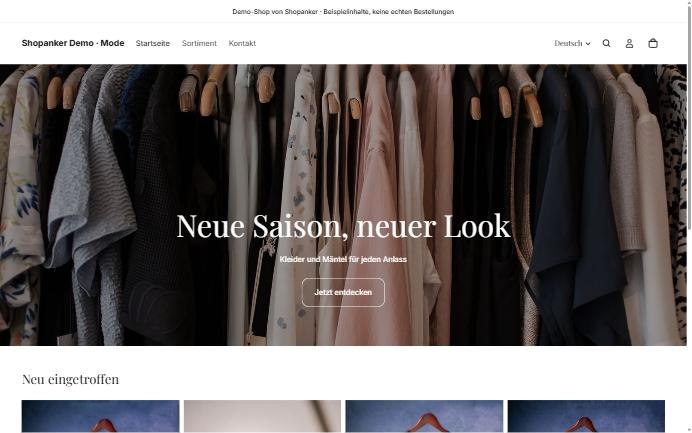 Demo-Shop von Shopanker · Beispielinhalte, keine echten Bestellungen
Shopanker Demo · Mode Startseite Sortiment Kontakt Deutsch
Neue Saison, neuer Look
Kleider und Mäntel für jeden Anlass
Jetzt entdecken
Neu eingetroffen